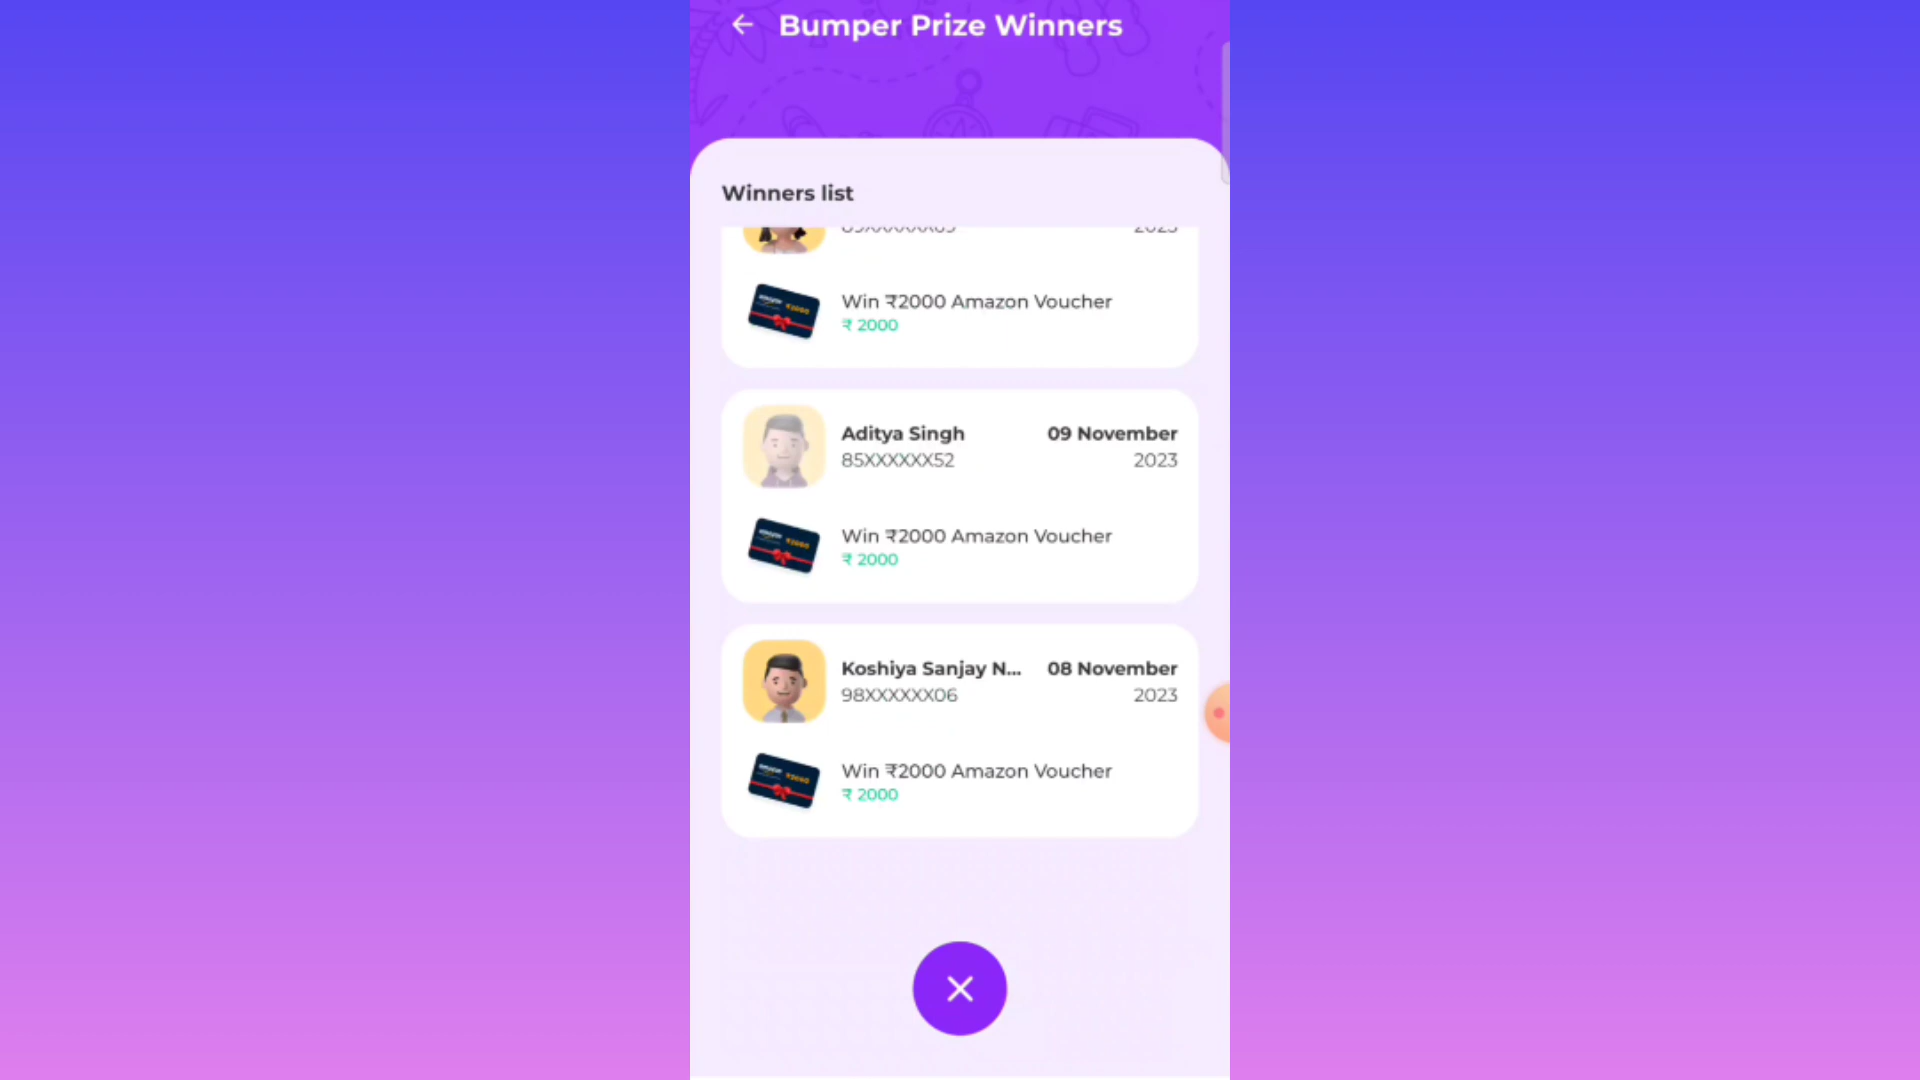 Bumper Prize Winners
Winners list
2023
Win ₹2000 Amazon Voucher
₹ 2000
Aditya Singh 09 November
85XXXXXX52 2023
Win ₹2000 Amazon Voucher
₹ 2000
Koshiya Sanjay N... 08 November
98XXXXXX06 2023
Win ₹2000 Amazon Voucher
₹ 2000